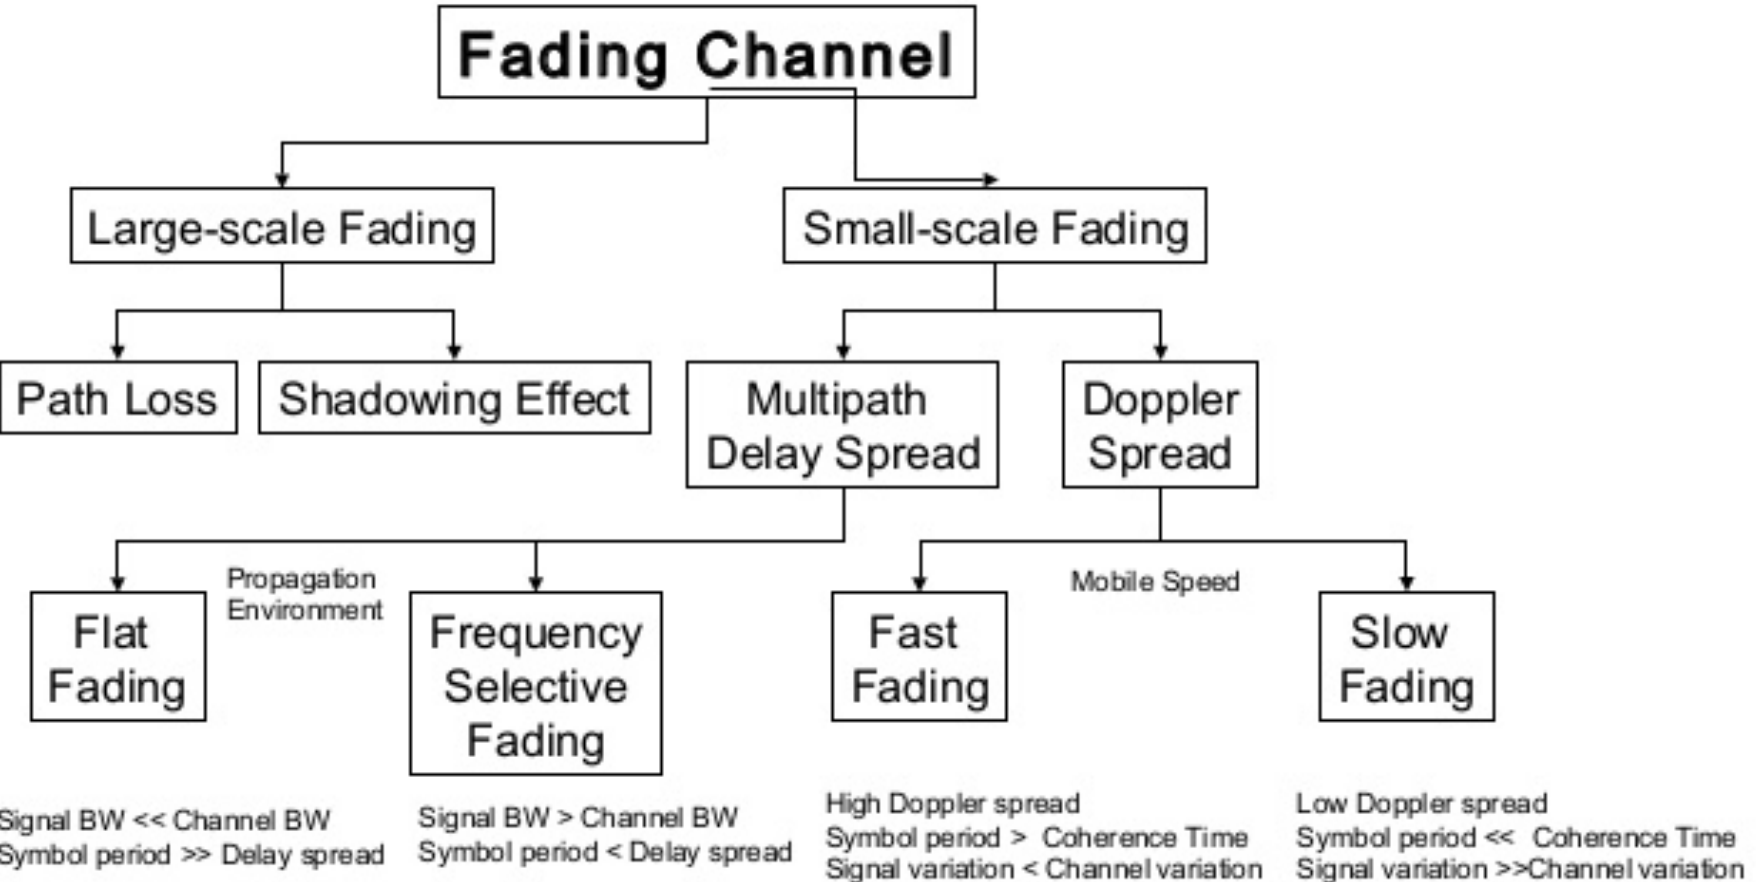 Fading Channel
Large-scale Fading
Small-scale Fading
Path Loss
Shadowing Effect
Multipath
Delay Spread
Doppler
Spread
Propagation
Environment
Mobile Speed
Flat
Fading
Frequency
Selective
Fading
Fast
Fading
Slow
Fading
Signal BW << Channel BW
Symbol period >> Delay spread
Signal BW > Channel BW
Symbol period < Delay spread
High Doppler spread
Symbol period > Coherence Time
Signal variation < Channel variation
Low Doppler spread
Symbol period << Coherence Time
Signal variation >>Channel variation